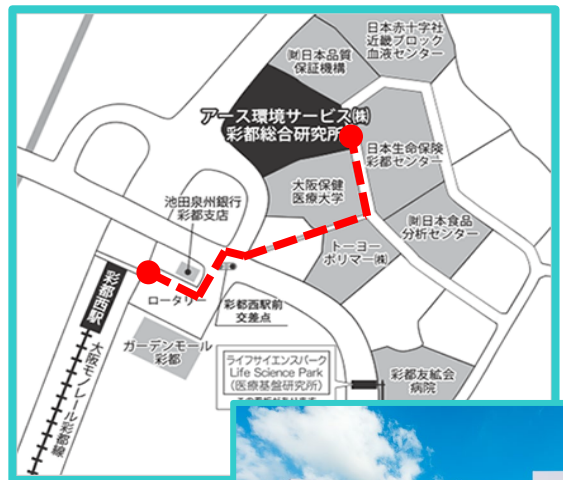 日本赤十字社
近畿ブロック
血液センター
㈶日本品質
保証機構
アース環境サービス㈱
彩都総合研究所
日本生命保険
彩都センター
大阪保健
医療大学
池田泉州銀行
彩都支店
㈶日本食品
分析センター
トーヨー
ポリマー㈱
彩都西駅
ロータリー
彩都西駅前
交差点
ガーデンモール
彩都
大阪モノレール彩都線
ライフサイエンスパーク
Life Science Park
(医療基盤研究所)
彩都友紘会
病院